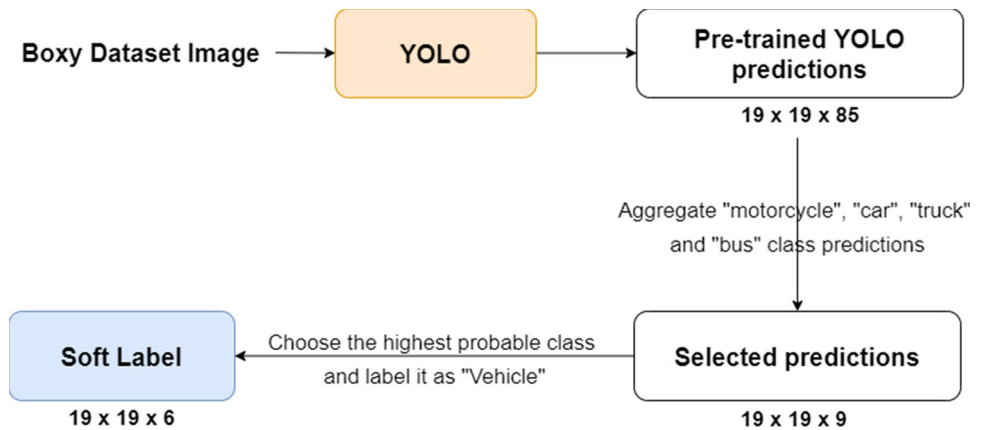 Boxy Dataset Image
YOLO
Pre-trained YOLO
predictions
19 x 19 x 85
Aggregate "motorcycle", "car", "truck"
and "bus" class predictions
Selected predictions
19 x 19 x 9
Choose the highest probable class
and label it as "Vehicle"
Soft Label
19 x 19 x 6